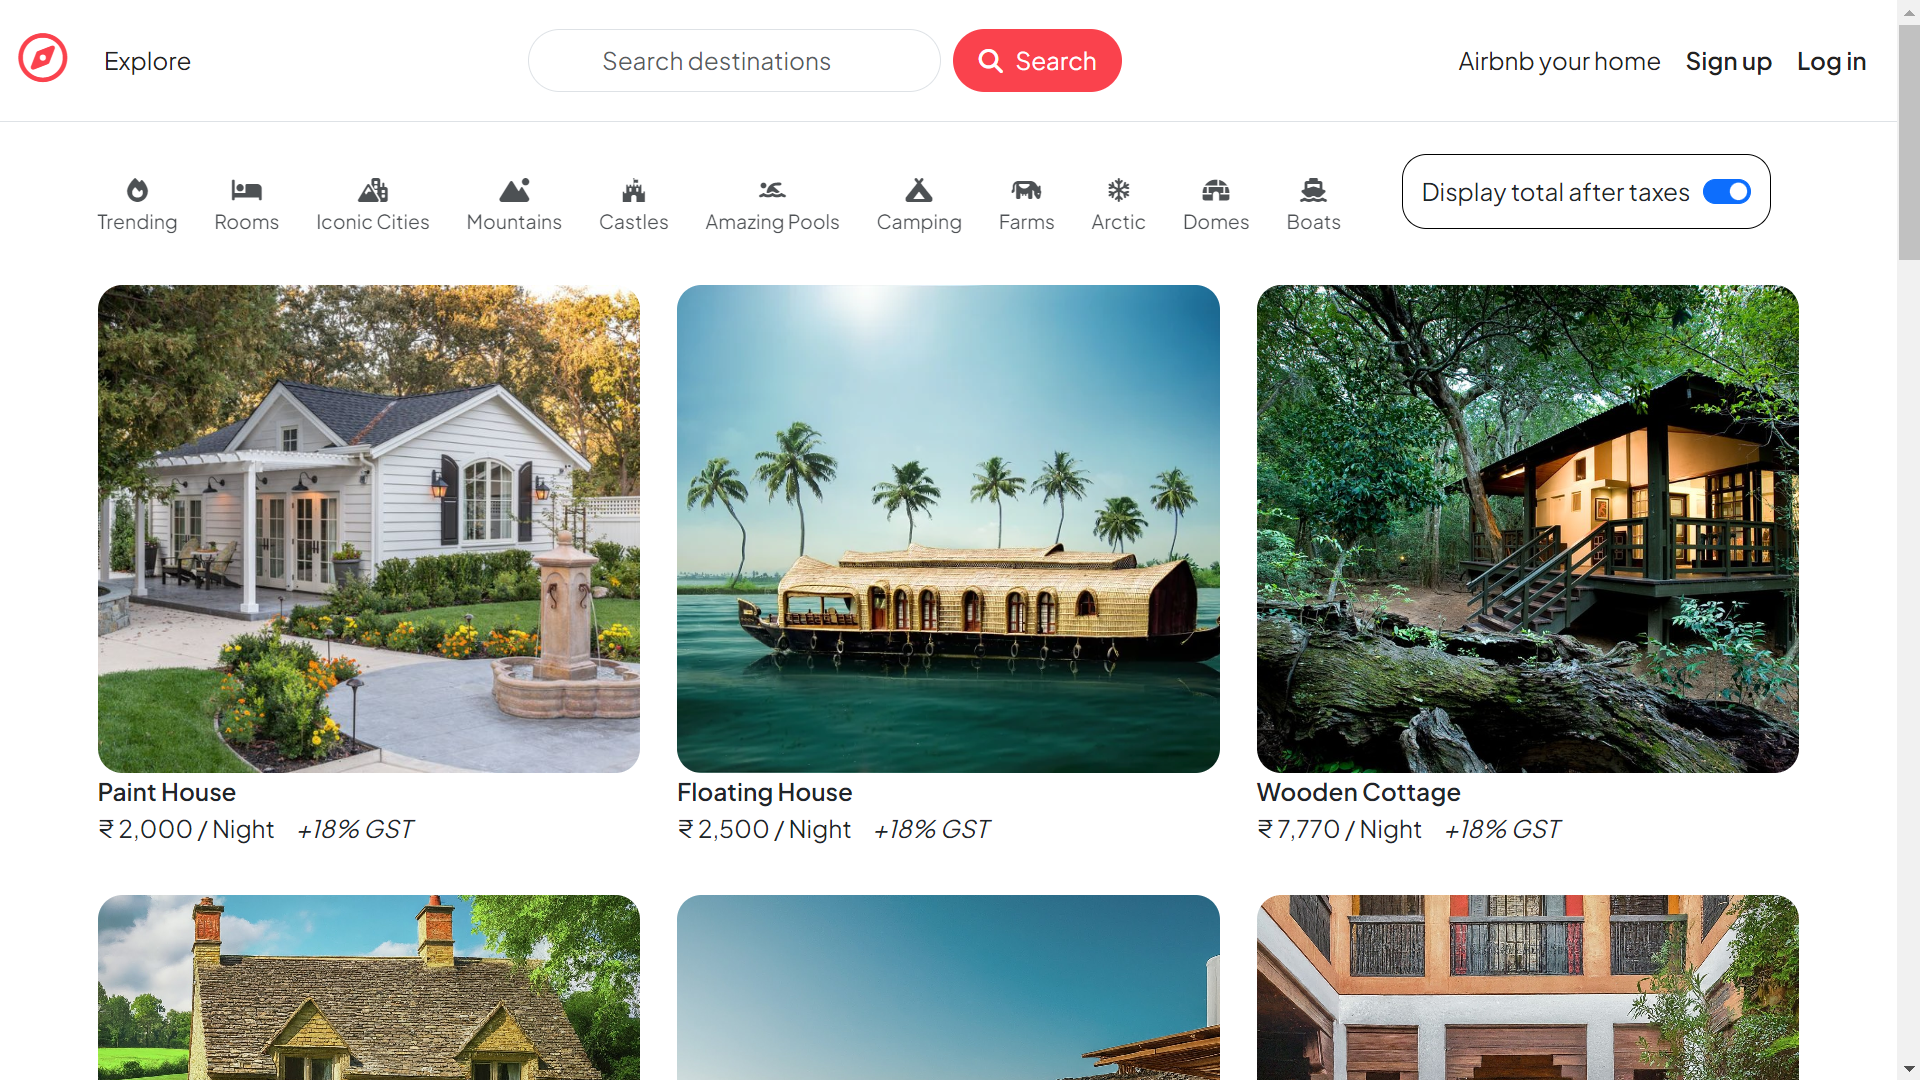 Explore
Search destinations
Search
Airbnb your home
Sign up
Log in
Trending
Rooms
Iconic Cities
Mountains
Castles
Amazing Pools
Camping
Farms
Arctic
Domes
Boats
Display total after taxes
Paint House
₹ 2,000 / Night +18% GST
Floating House
₹ 2,500 / Night +18% GST
Wooden Cottage
₹ 7,770 / Night +18% GST